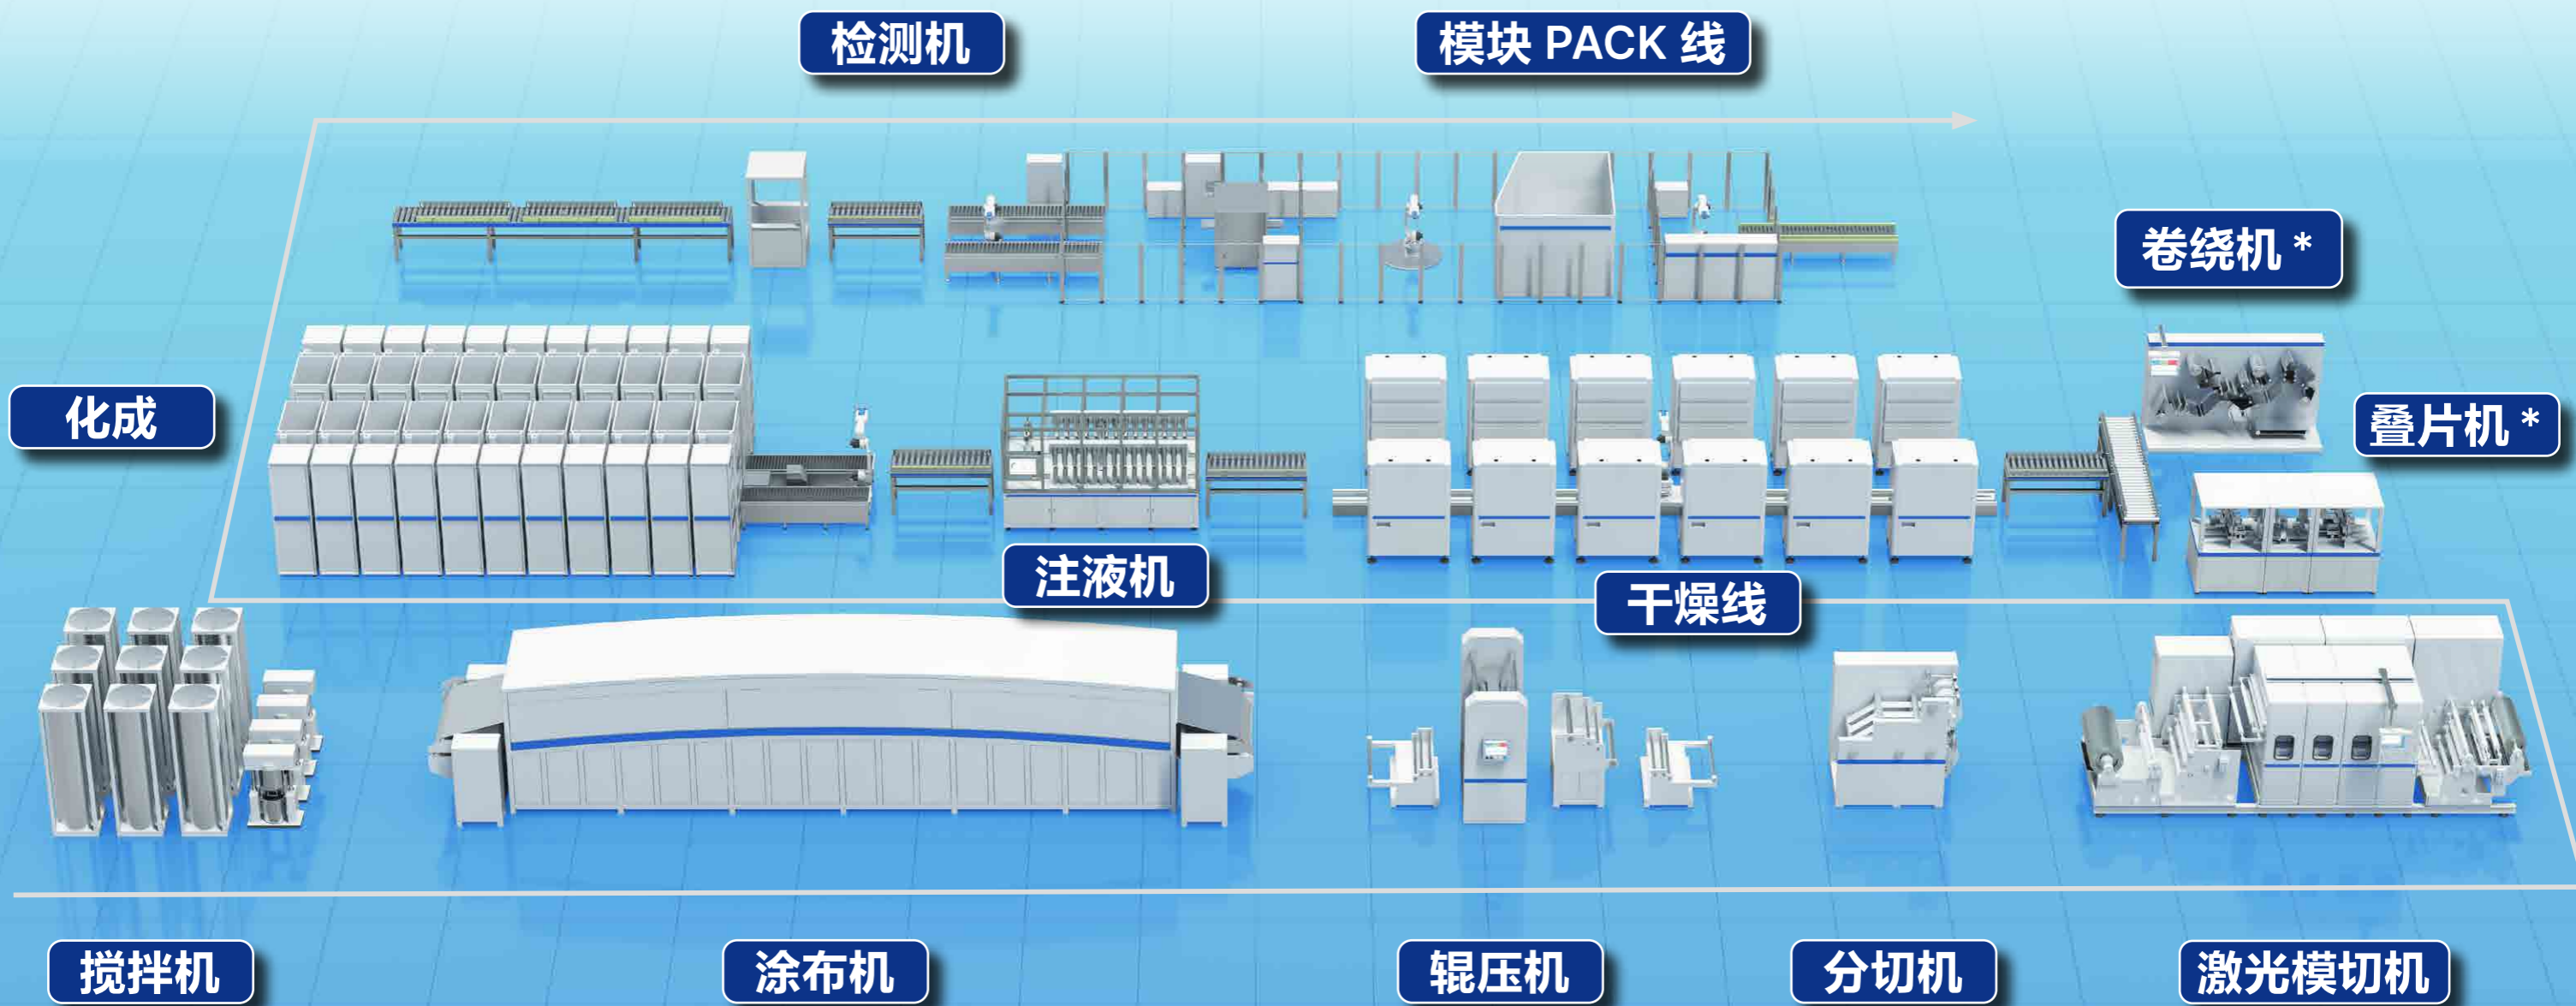 检测机
模块 PACK 线
卷绕机 *
化成
叠片机 *
注液机
干燥线
搅拌机
涂布机
辊压机
分切机
激光模切机